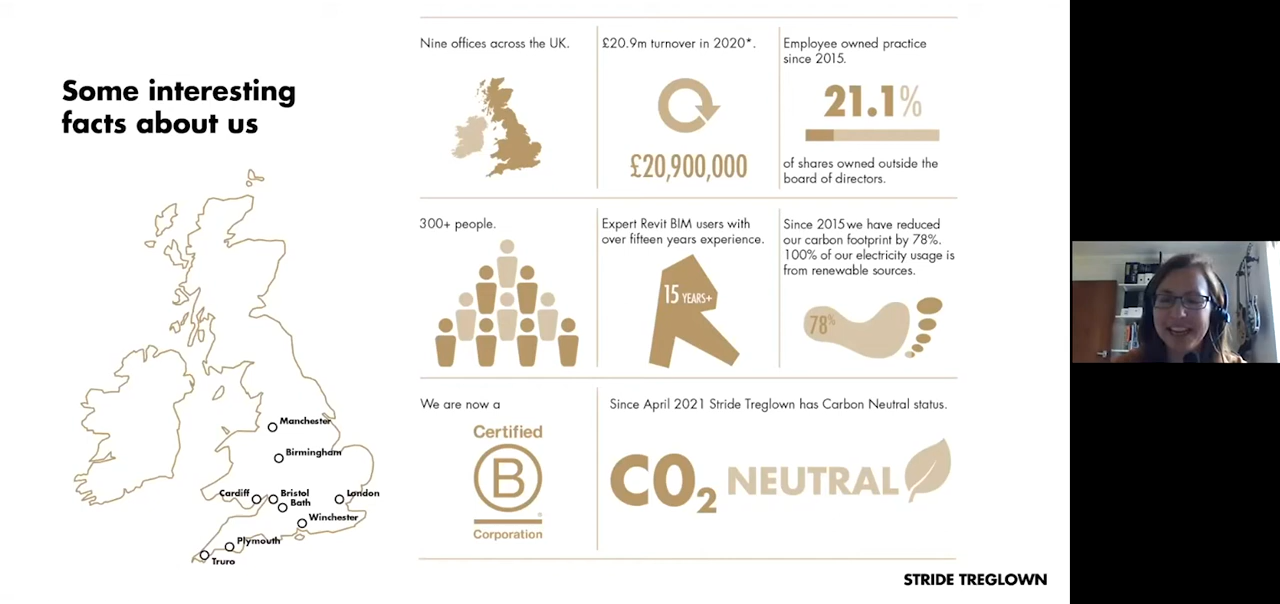 Some interesting
facts about us
Manchester
Birmingham
Cardiff
Bristol
Bath
London
Winchester
Plymouth
Truro
Nine offices across the UK.
£20.9m turnover in 2020*.
£20,900,000
Employee owned practice
since 2015.
21.1%
of shares owned outside the
board of directors.
300+ people.
Expert Revit BIM users with
over fifteen years experience.
15 YEARS+
Since 2015 we have reduced
our carbon footprint by 78%.
100% of our electricity usage is
from renewable sources.
78%
We are now a
Certified
B
Corporation
Since April 2021 Stride Treglown has Carbon Neutral status.
CO₂ NEUTRAL
STRIDE TREGLOWN